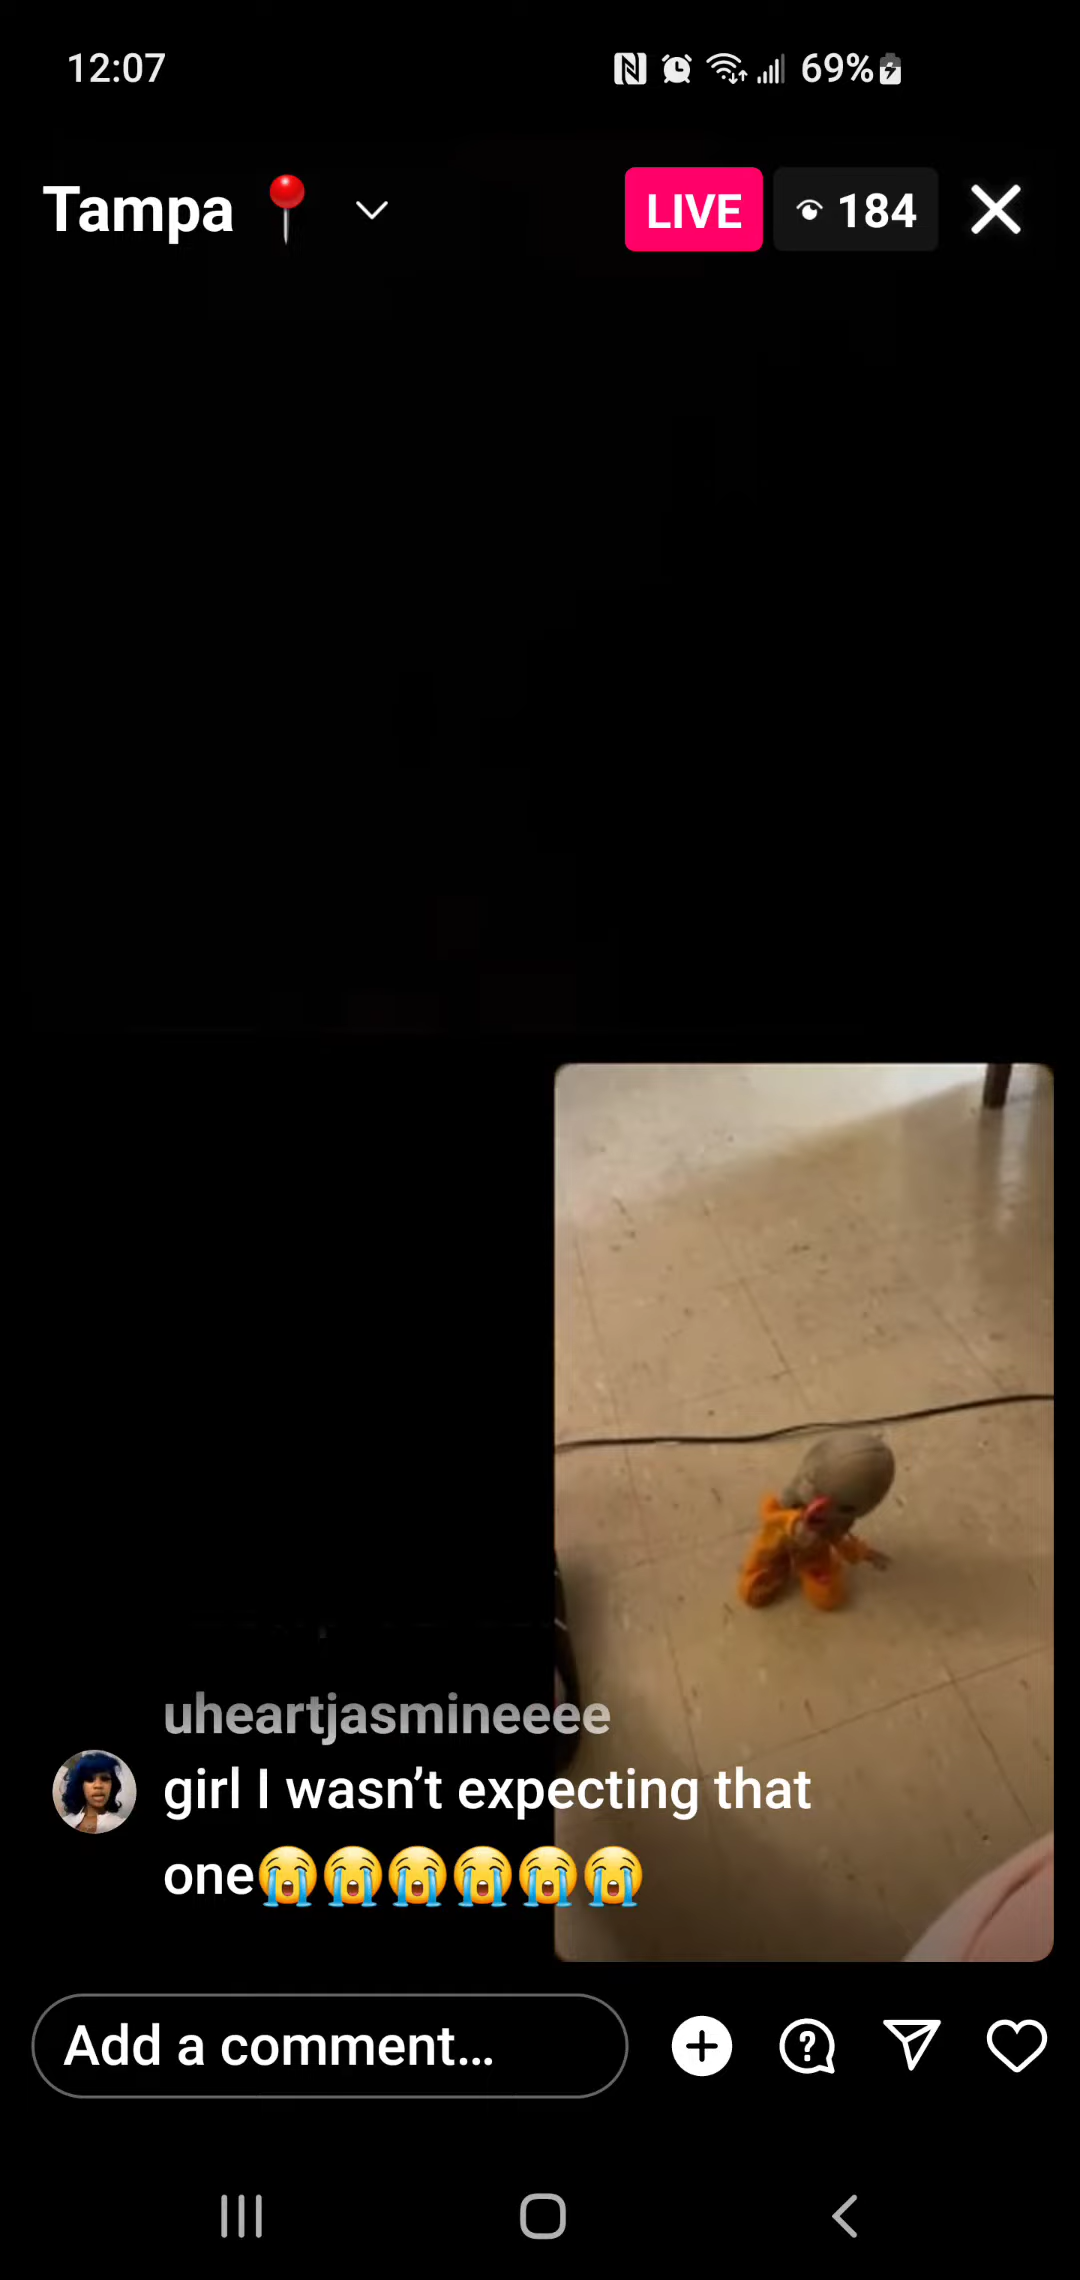 12:07 69%
Tampa 📍 LIVE 184
uheartjasmineeee
girl I wasn’t expecting that
one😭😭😭😭😭😭
Add a comment...